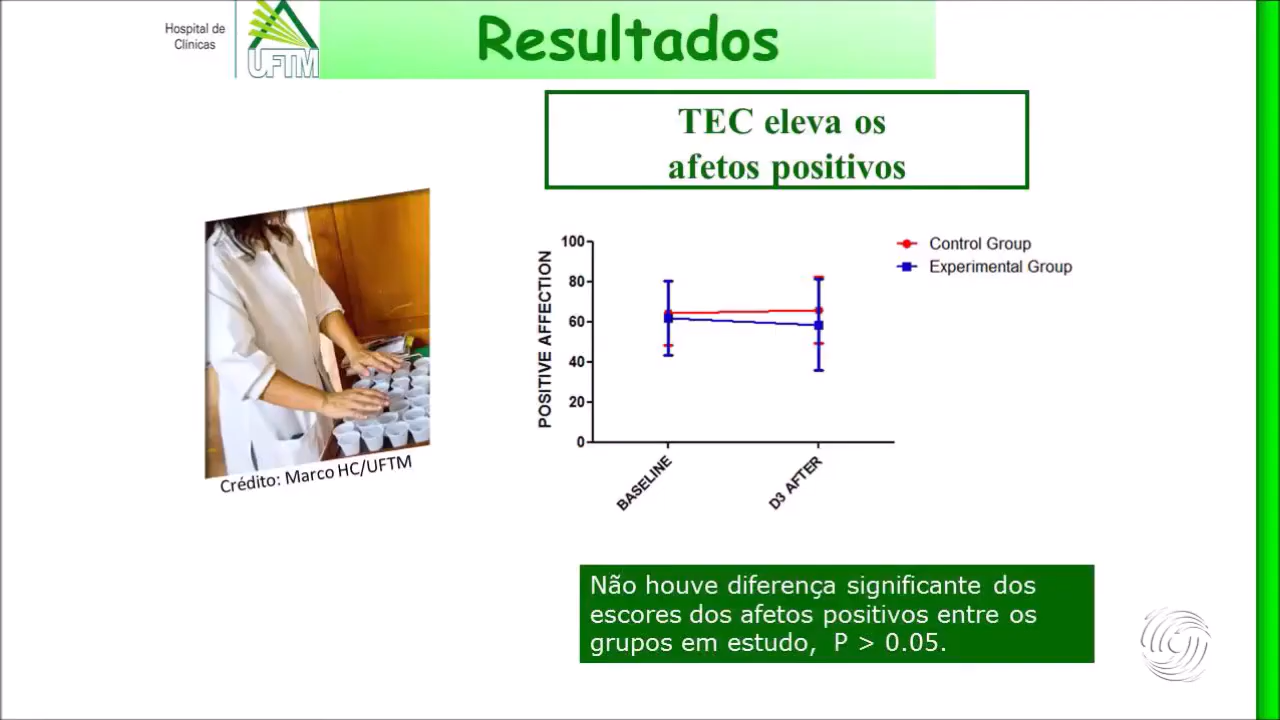 Hospital de
Clínicas
UFTM
Resultados
TEC eleva os
afetos positivos
Crédito: Marco HC/UFTM
POSITIVE AFFECTION
100
80
60
40
20
0
BASELINE
D3 AFTER
Control Group
Experimental Group
Não houve diferença significante dos
escores dos afetos positivos entre os
grupos em estudo, P > 0.05.